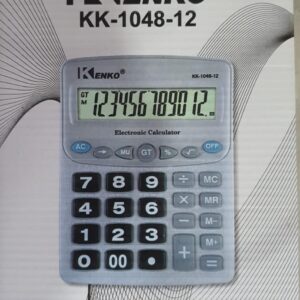 KENKO
KK-1048-12
KENKO®
KK-1048-12
GT
M
123456789012.
Electronic Calculator
AC → MU GT % √ OFF
7 8 9 ÷ MC
4 5 6 × MR
1 2 3 − M−
0 00 • + = M+